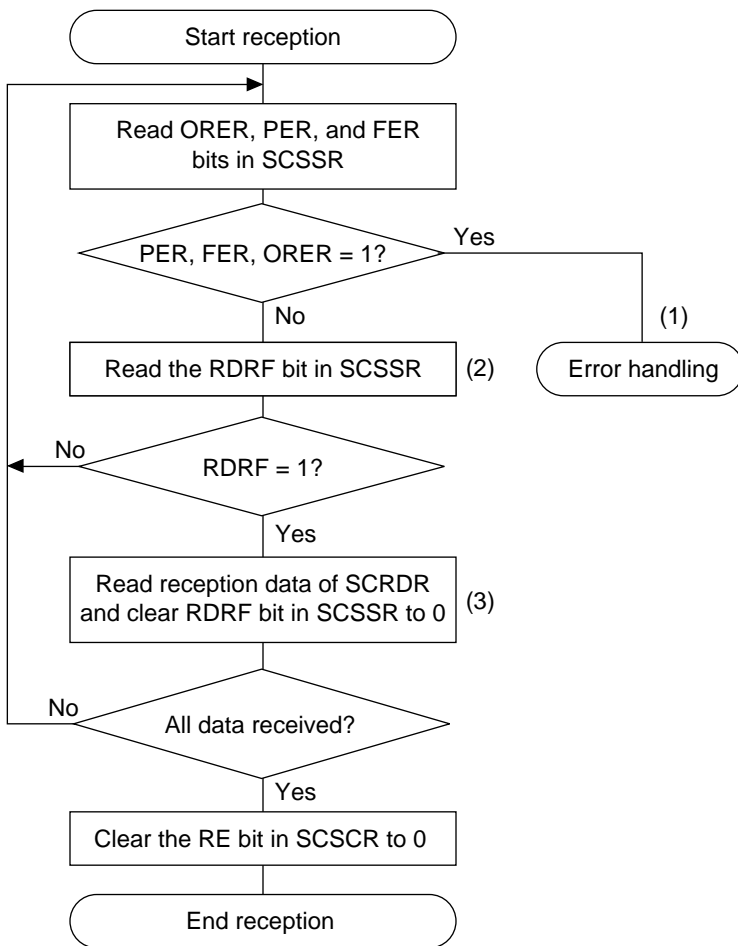 Start reception
Read ORER, PER, and FER
bits in SCSSR
PER, FER, ORER = 1?
Yes
No
(1)
Read the RDRF bit in SCSSR
(2)
Error handling
No
RDRF = 1?
Yes
Read reception data of SCRDR
and clear RDRF bit in SCSSR to 0
(3)
No
All data received?
Yes
Clear the RE bit in SCSCR to 0
End reception